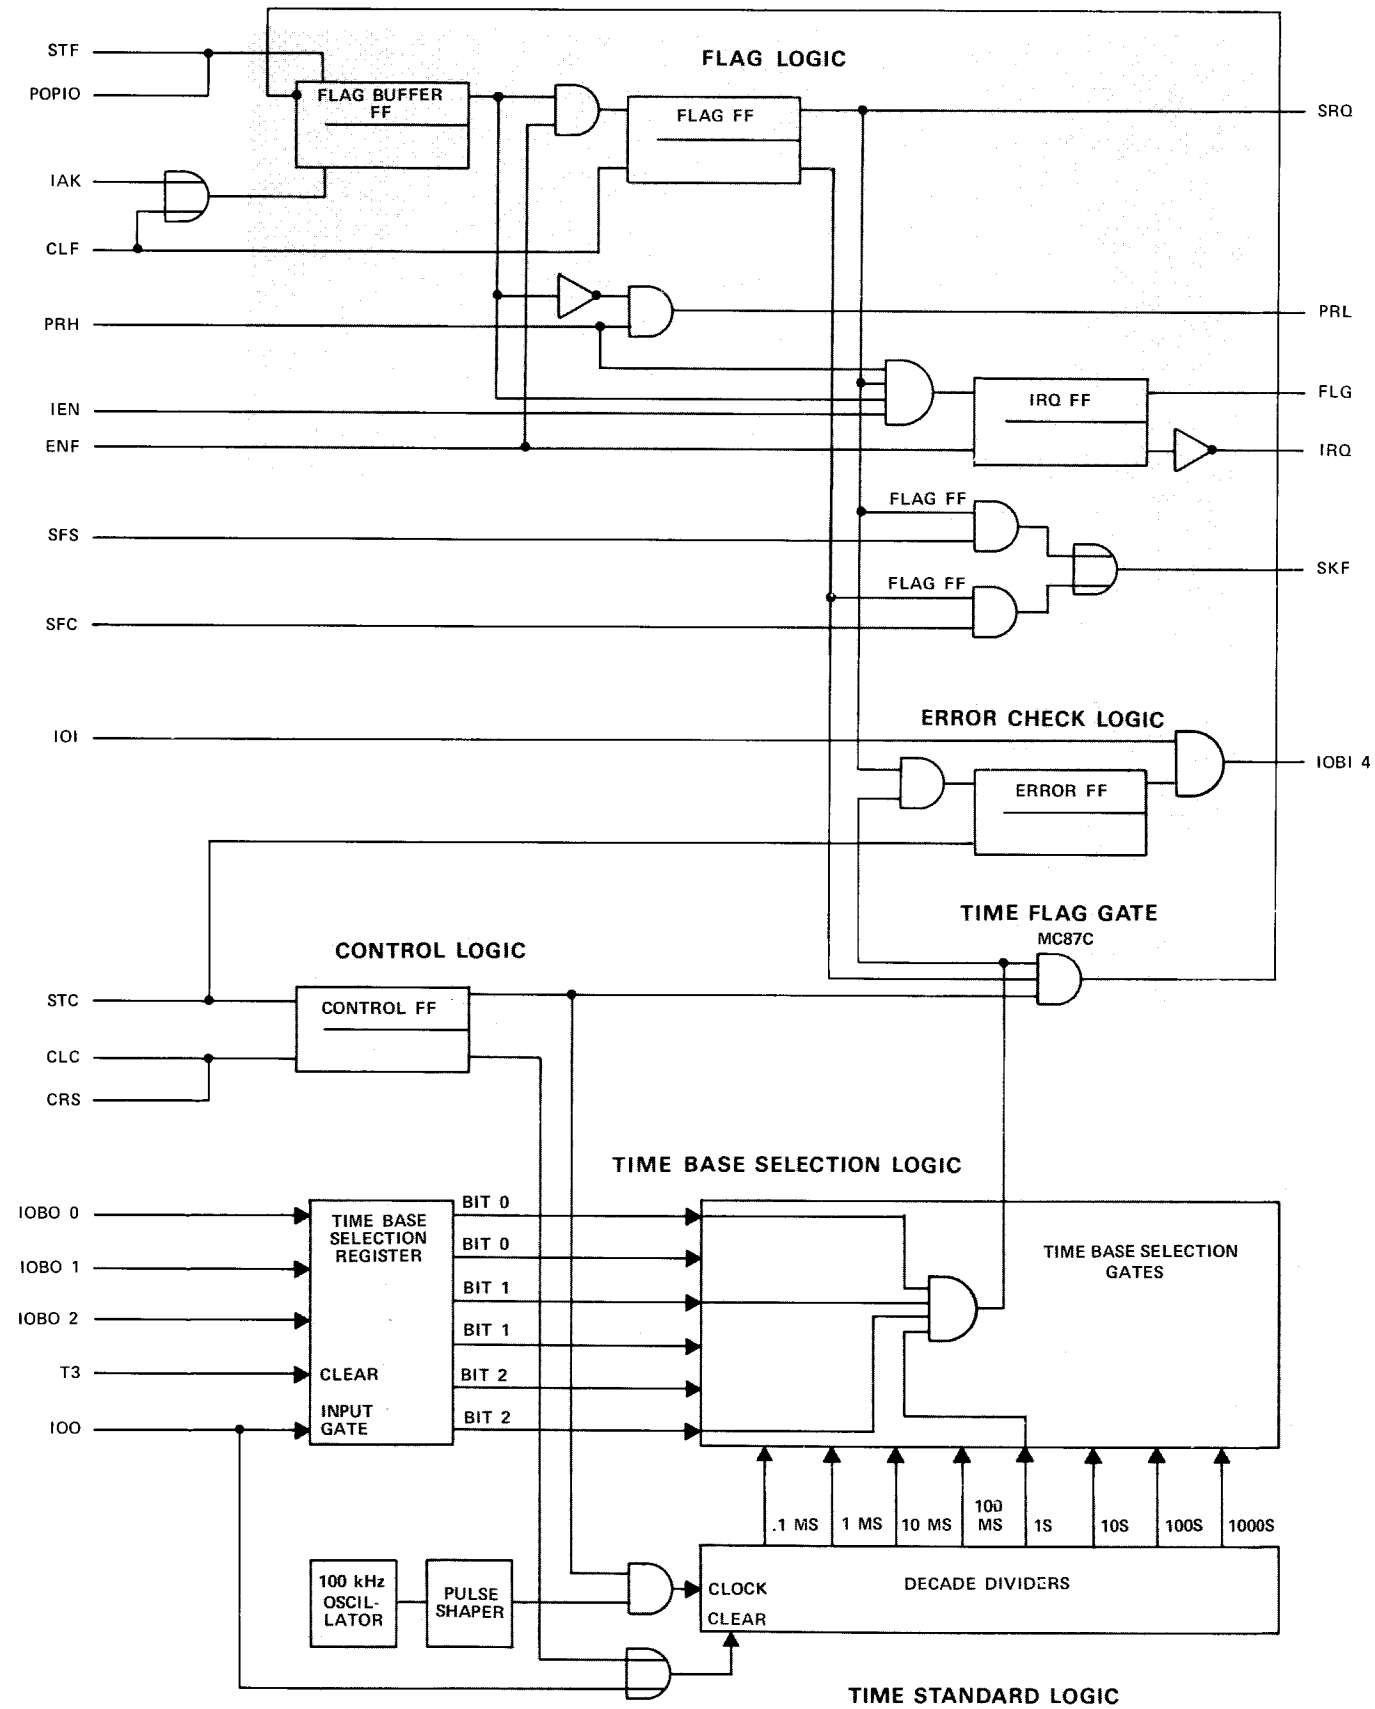 FLAG LOGIC
STF
POPIO
FLAG BUFFER
FF
FLAG FF
SRQ
IAK
CLF
PRH
PRL
IEN
IRQ FF
FLG
ENF
IRQ
FLAG FF
SFS
SKF
FLAG FF
SFC
ERROR CHECK LOGIC
IOI
IOBI 4
ERROR FF
TIME FLAG GATE
MC87C
CONTROL LOGIC
STC
CONTROL FF
CLC
CRS
TIME BASE SELECTION LOGIC
IOBO 0
IOBO 1
IOBO 2
T3
IOO
TIME BASE
SELECTION
REGISTER
CLEAR
INPUT
GATE
BIT 0
BIT 0
BIT 1
BIT 1
BIT 2
BIT 2
TIME BASE SELECTION
GATES
.1 MS
1 MS
10 MS
100
MS
1S
10S
100S
1000S
100 kHz
OSCIL-
LATOR
PULSE
SHAPER
CLOCK
CLEAR
DECADE DIVIDERS
TIME STANDARD LOGIC